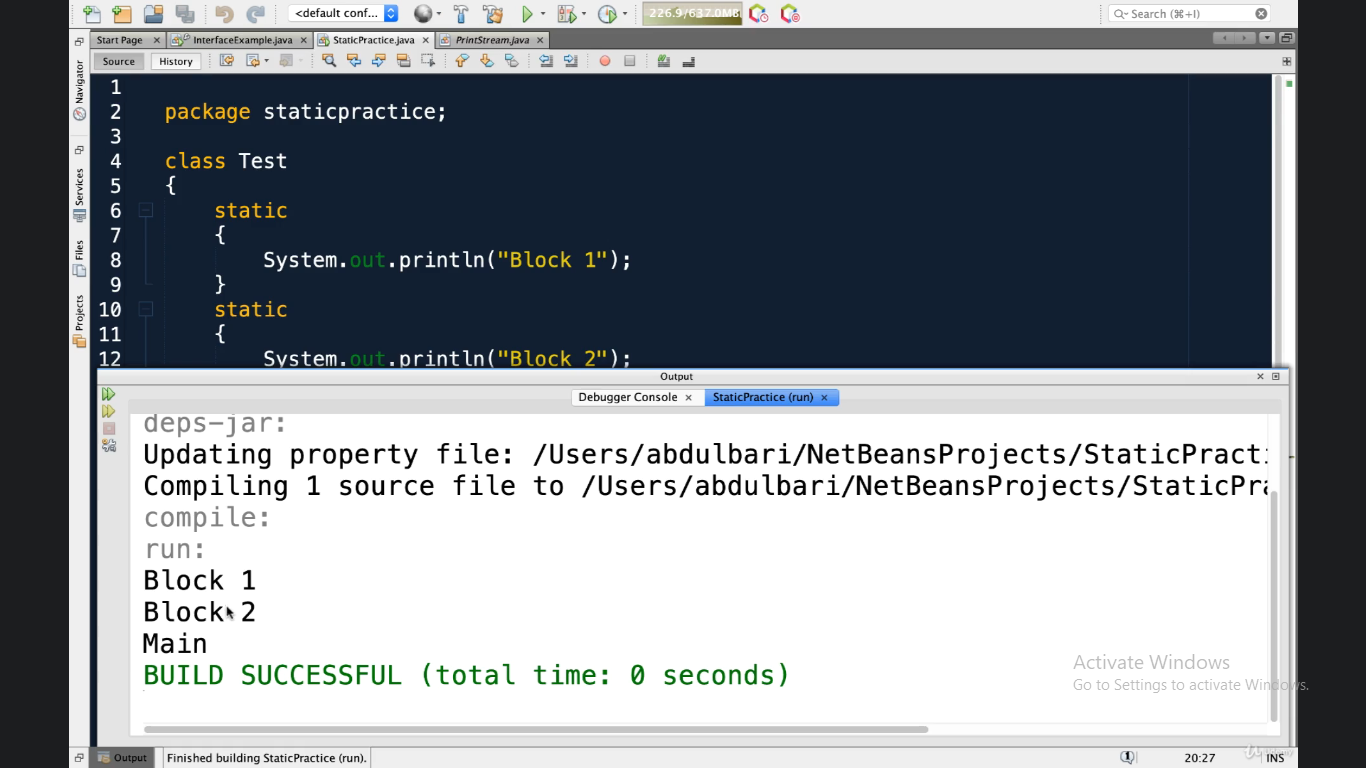 <default conf...
226.9/637.0MB
Search (⌘+I)
Start Page
InterfaceExample.java
StaticPractice.java
PrintStream.java
Source
History
Navigator
Services
Files
Projects
1
2 package staticpractice;
3
4 class Test
5 {
6 static
7 {
8 System.out.println("Block 1");
9 }
10 static
11 {
12 System.out.println("Block 2");
Output
Debugger Console
StaticPractice (run)
deps-jar:
Updating property file: /Users/abdulbari/NetBeansProjects/StaticPracti
Compiling 1 source file to /Users/abdulbari/NetBeansProjects/StaticPra
compile:
run:
Block 1
Block 2
Main
BUILD SUCCESSFUL (total time: 0 seconds)
Activate Windows
Go to Settings to activate Windows.
Output
Finished building StaticPractice (run).
1
20:27
INS